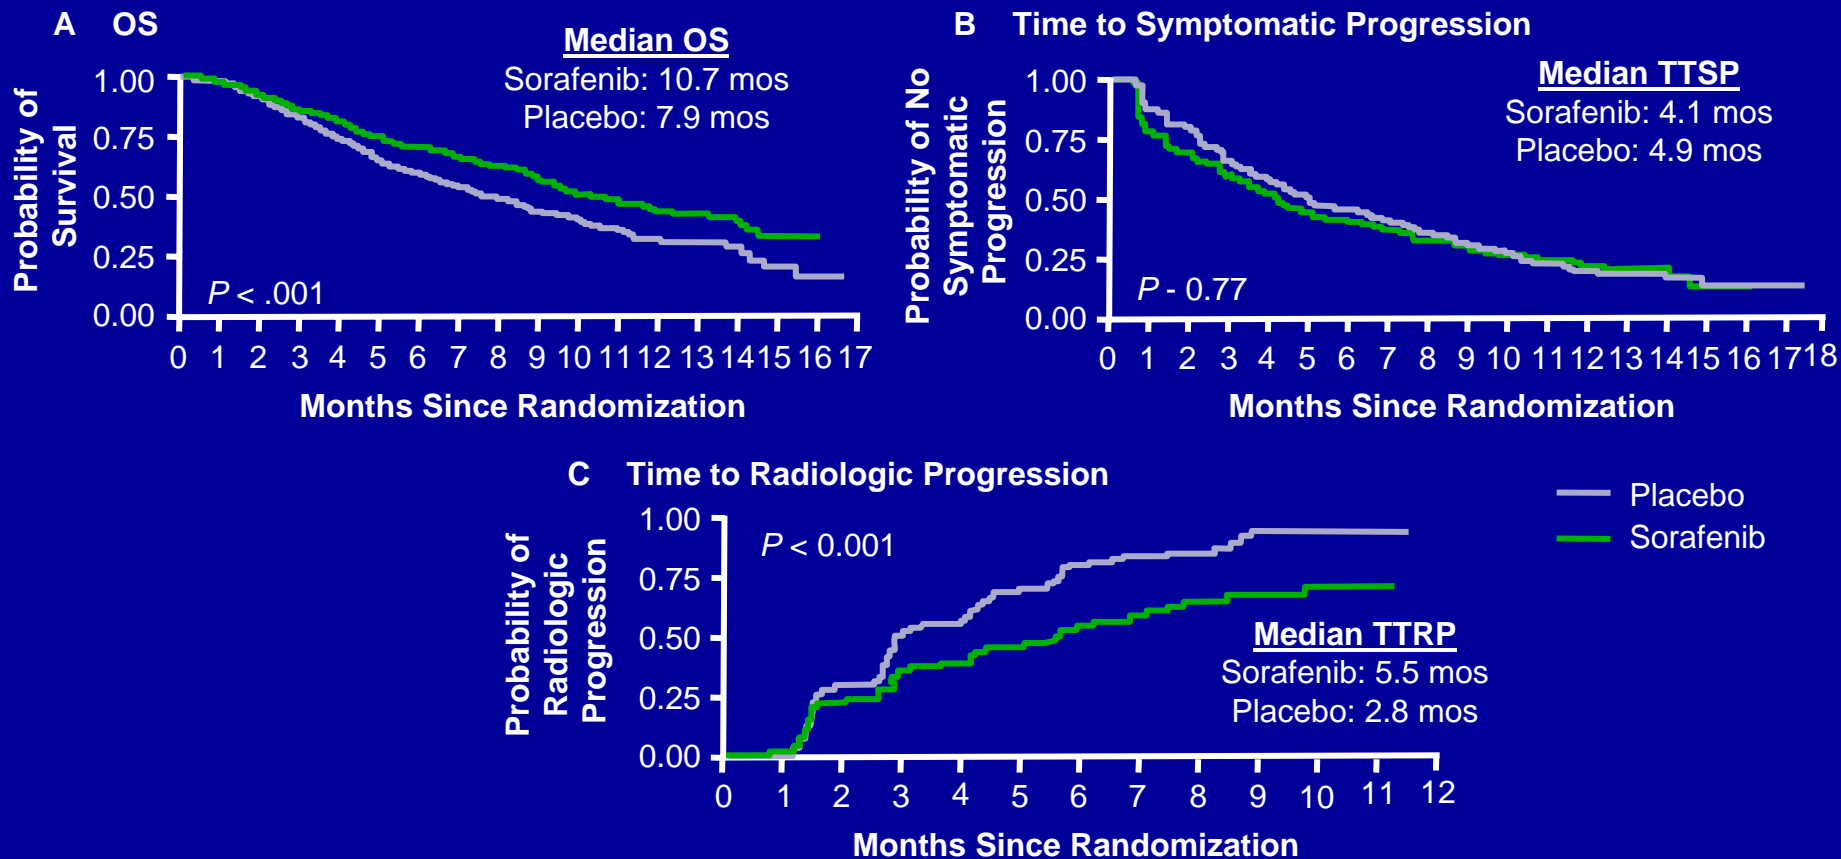 A OS
Median OS
Sorafenib: 10.7 mos
Placebo: 7.9 mos
Probability of
Survival
1.00
0.75
0.50
0.25
0.00
P < .001
0 1 2 3 4 5 6 7 8 9 10 11 12 13 14 15 16 17
Months Since Randomization
B Time to Symptomatic Progression
Median TTSP
Sorafenib: 4.1 mos
Placebo: 4.9 mos
Probability of No
Symptomatic
Progression
1.00
0.75
0.50
0.25
0.00
P - 0.77
0 1 2 3 4 5 6 7 8 9 10 11 12 13 14 15 16 17 18
Months Since Randomization
C Time to Radiologic Progression
Probability of
Radiologic
Progression
1.00
0.75
0.50
0.25
0.00
P < 0.001
Median TTRP
Sorafenib: 5.5 mos
Placebo: 2.8 mos
0 1 2 3 4 5 6 7 8 9 10 11 12
Months Since Randomization
Placebo
Sorafenib